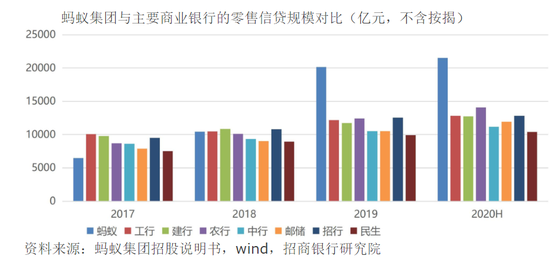 蚂蚁集团与主要商业银行的零售信贷规模对比（亿元，不含按揭）
25000
20000
15000
10000
5000
0
2017 2018 2019 2020H
蚂蚁 工行 建行 农行 中行 邮储 招行 民生
资料来源：蚂蚁集团招股说明书，wind，招商银行研究院